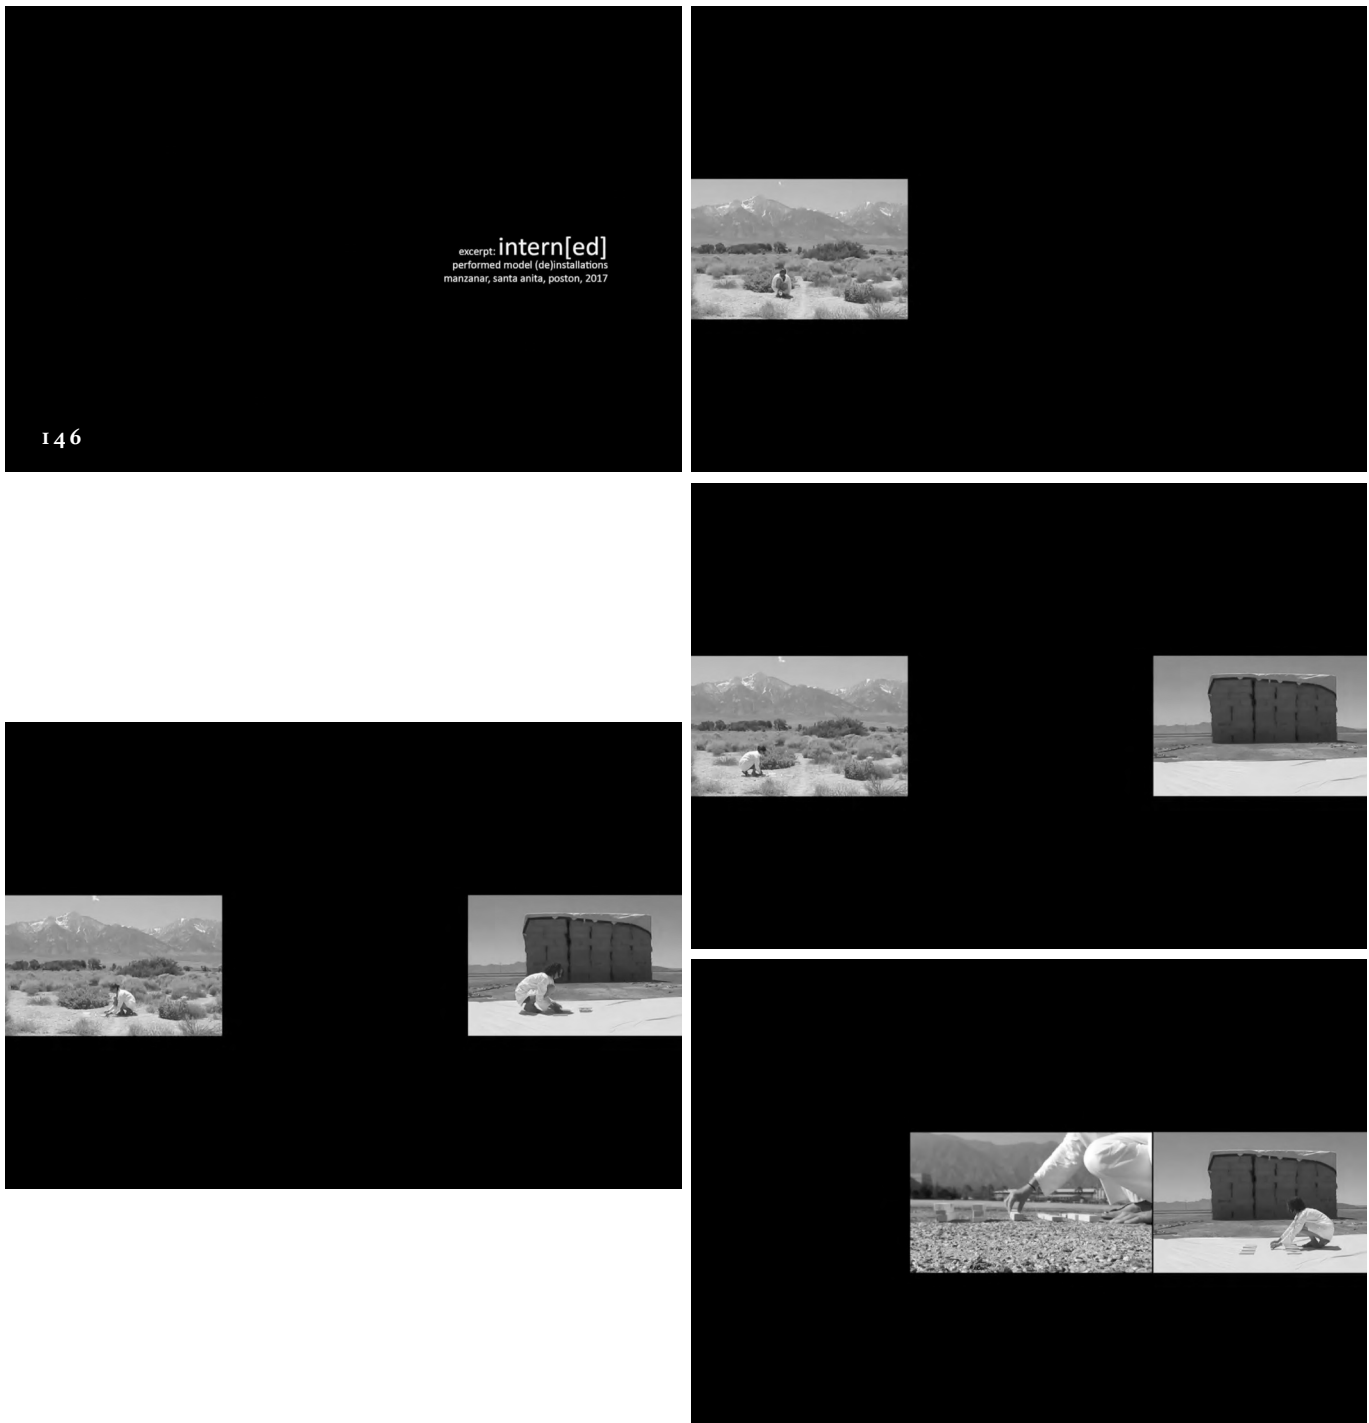 excerpt: intern[ed]
performed model (de)installations
manzanar, santa anita, poston, 2017
146